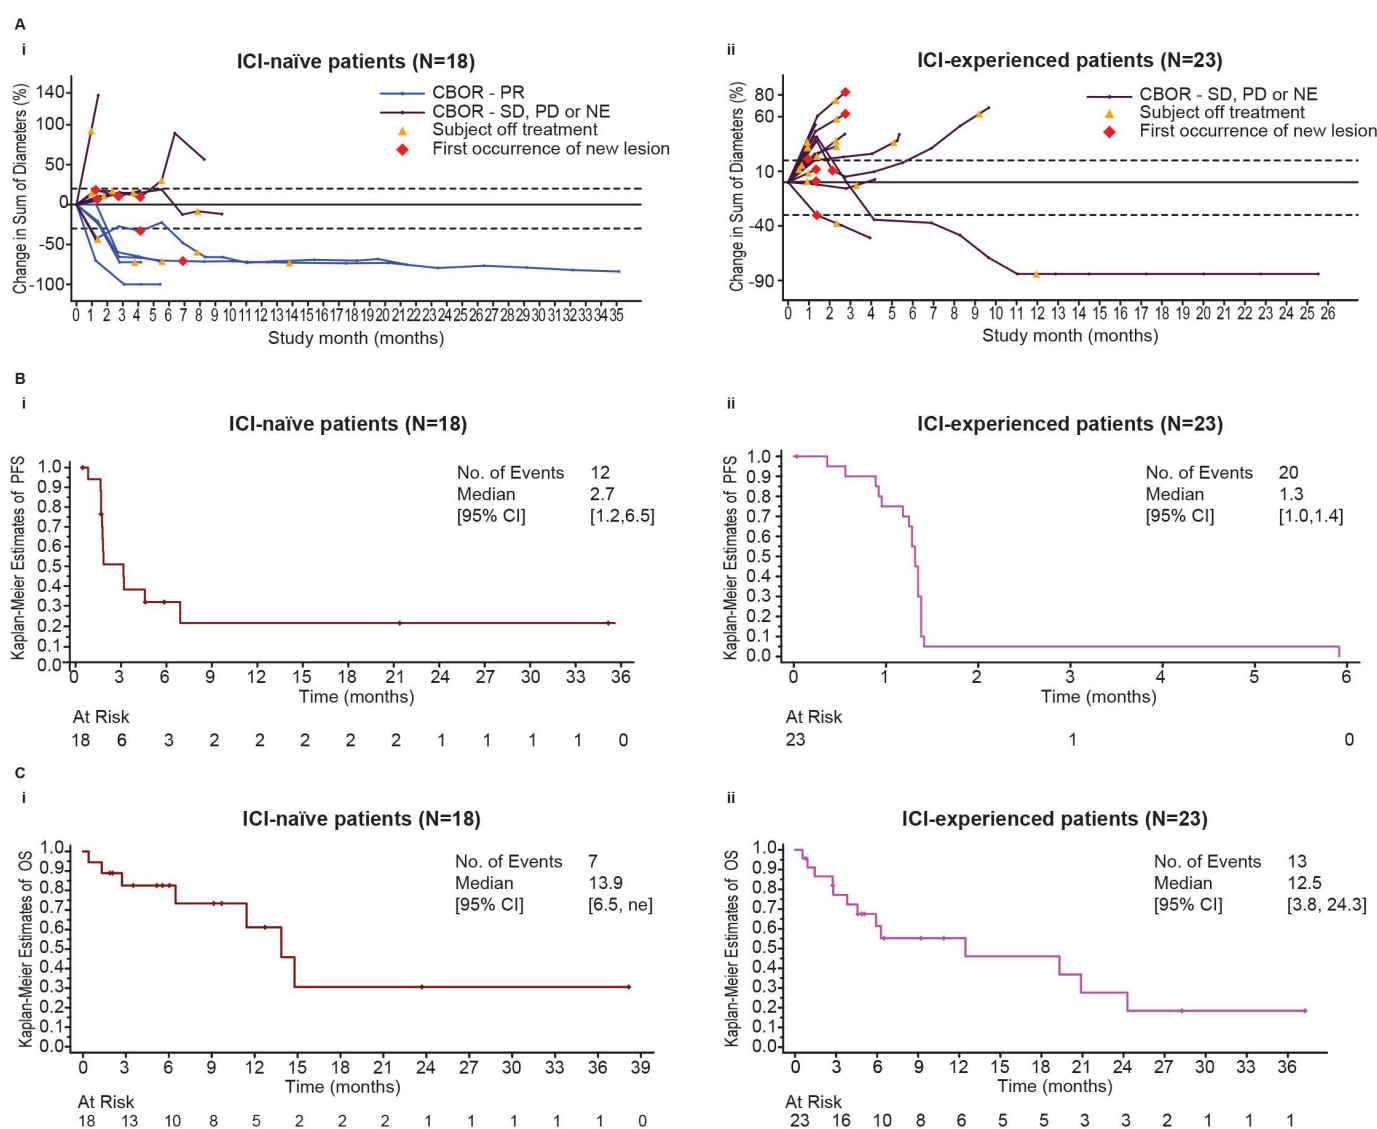 A
i
ICI-naïve patients (N=18)
Change in Sum of Diameters (%)
140
100
50
0
-50
-100
CBOR - PR
CBOR - SD, PD or NE
Subject off treatment
First occurrence of new lesion
0 1 2 3 4 5 6 7 8 9 10 11 12 13 14 15 16 17 18 19 20 21 22 23 24 25 26 27 28 29 30 31 32 33 34 35
Study month (months)
ii
ICI-experienced patients (N=23)
Change in Sum of Diameters (%)
80
60
10
-40
-90
CBOR - SD, PD or NE
Subject off treatment
First occurrence of new lesion
0 1 2 3 4 5 6 7 8 9 10 11 12 13 14 15 16 17 18 19 20 21 22 23 24 25 26
Study month (months)
B
i
ICI-naïve patients (N=18)
Kaplan-Meier Estimates of PFS
1.0
0.9
0.8
0.7
0.6
0.5
0.4
0.3
0.2
0.1
0.0
No. of Events 12
Median 2.7
[95% CI] [1.2,6.5]
0 3 6 9 12 15 18 21 24 27 30 33 36
Time (months)
At Risk
18 6 3 2 2 2 2 2 1 1 1 1 0
ii
ICI-experienced patients (N=23)
Kaplan-Meier Estimates of PFS
1.0
0.9
0.8
0.7
0.6
0.5
0.4
0.3
0.2
0.1
0.0
No. of Events 20
Median 1.3
[95% CI] [1.0,1.4]
0 1 2 3 4 5 6
Time (months)
At Risk
23 1 0
C
i
ICI-naïve patients (N=18)
Kaplan-Meier Estimates of OS
1.0
0.9
0.8
0.7
0.6
0.5
0.4
0.3
0.2
0.1
0.0
No. of Events 7
Median 13.9
[95% CI] [6.5, ne]
0 3 6 9 12 15 18 21 24 27 30 33 36 39
Time (months)
At Risk
18 13 10 8 5 2 2 2 1 1 1 1 1 0
ii
ICI-experienced patients (N=23)
Kaplan-Meier Estimates of OS
1.0
0.9
0.8
0.7
0.6
0.5
0.4
0.3
0.2
0.1
0.0
No. of Events 13
Median 12.5
[95% CI] [3.8, 24.3]
0 3 6 9 12 15 18 21 24 27 30 33 36
Time (months)
At Risk
23 16 10 8 6 5 5 3 3 2 1 1 1